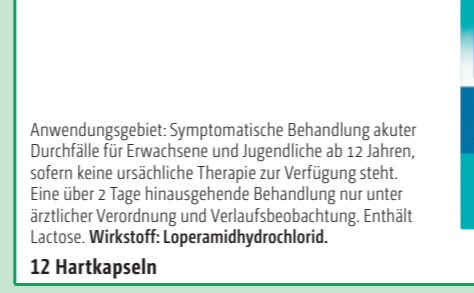 Anwendungsgebiet: Symptomatische Behandlung akuter
Durchfälle für Erwachsene und Jugendliche ab 12 Jahren,
sofern keine ursächliche Therapie zur Verfügung steht.
Eine über 2 Tage hinausgehende Behandlung nur unter
ärztlicher Verordnung und Verlaufsbeobachtung. Enthält
Lactose. Wirkstoff: Loperamidhydrochlorid.
12 Hartkapseln